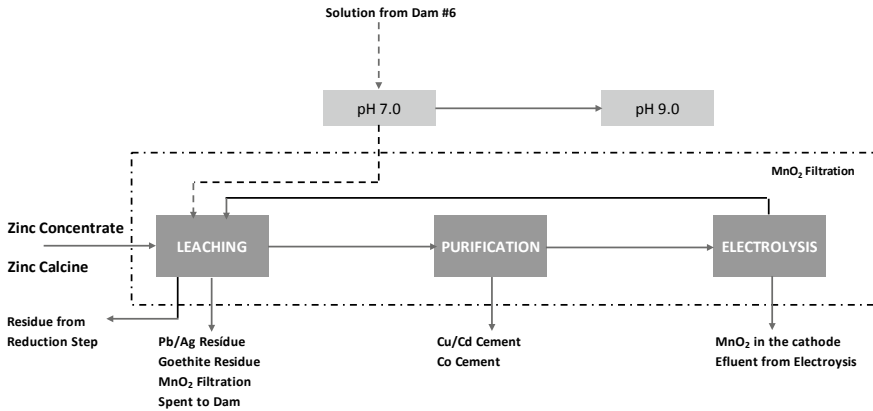 Solution from Dam #6
pH 7.0
pH 9.0
MnO₂ Filtration
Zinc Concentrate
Zinc Calcine
LEACHING
PURIFICATION
ELECTROLYSIS
Residue from
Reduction Step
Pb/Ag Resídue
Goethite Residue
MnO₂ Filtration
Spent to Dam
Cu/Cd Cement
Co Cement
MnO₂ in the cathode
Efluent from Electroysis